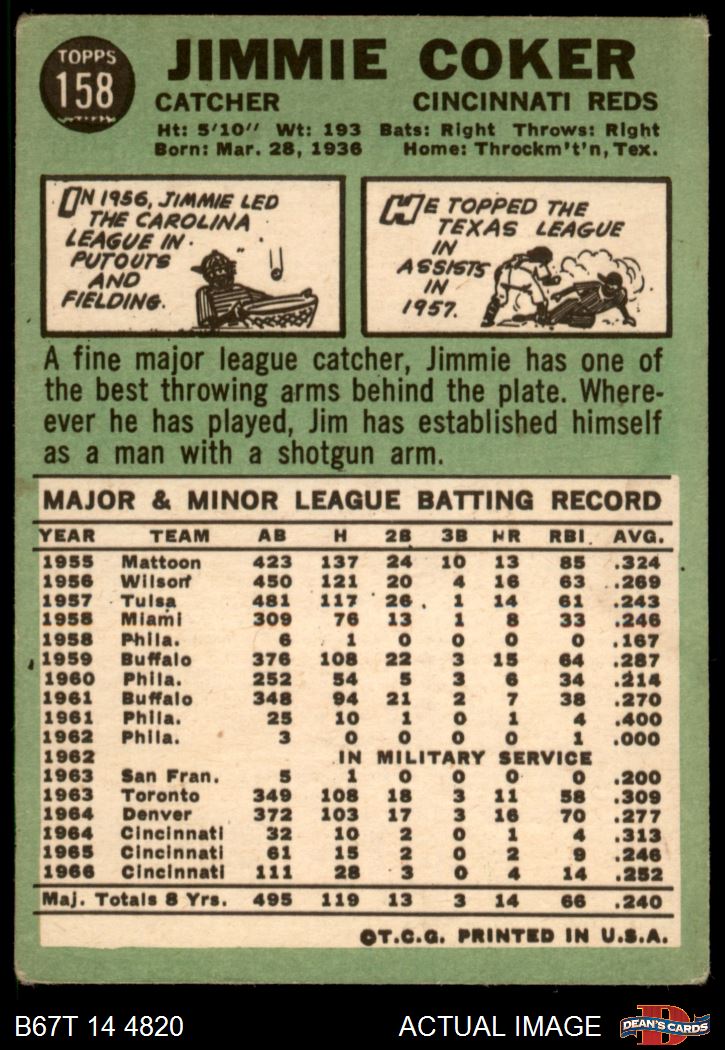 TOPPS
158
JIMMIE COKER
CATCHER CINCINNATI REDS
Ht: 5'10" Wt: 193 Bats: Right Throws: Right
Born: Mar. 28, 1936 Home: Throckm't'n, Tex.
IN 1956, JIMMIE LED
THE CAROLINA
LEAGUE IN
PUTOUTS
AND
FIELDING.
HE TOPPED THE
TEXAS LEAGUE
IN
ASSISTS
IN
1957.
A fine major league catcher, Jimmie has one of
the best throwing arms behind the plate. Where-
ever he has played, Jim has established himself
as a man with a shotgun arm.
MAJOR & MINOR LEAGUE BATTING RECORD
YEAR TEAM AB H 2B 3B HR RBI. AVG.
1955 Mattoon 423 137 24 10 13 85 .324
1956 Wilson 450 121 20 4 16 63 .269
1957 Tulsa 481 117 26 1 14 61 .243
1958 Miami 309 76 13 1 8 33 .246
1958 Phila. 6 1 0 0 0 0 .167
1959 Buffalo 376 108 22 3 15 64 .287
1960 Phila. 252 54 5 3 6 34 .214
1961 Buffalo 348 94 21 2 7 38 .270
1961 Phila. 25 10 1 0 1 4 .400
1962 Phila. 3 0 0 0 0 1 .000
1962 IN MILITARY SERVICE
1963 San Fran. 5 1 0 0 0 0 .200
1963 Toronto 349 108 18 3 11 58 .309
1964 Denver 372 103 17 3 16 70 .277
1964 Cincinnati 32 10 2 0 1 4 .313
1965 Cincinnati 61 15 2 0 2 9 .246
1966 Cincinnati 111 28 3 0 4 14 .252
Maj. Totals 8 Yrs. 495 119 13 3 14 66 .240
©T.C.G. PRINTED IN U.S.A.
B67T 14 4820 ACTUAL IMAGE
DEAN'S CARDS